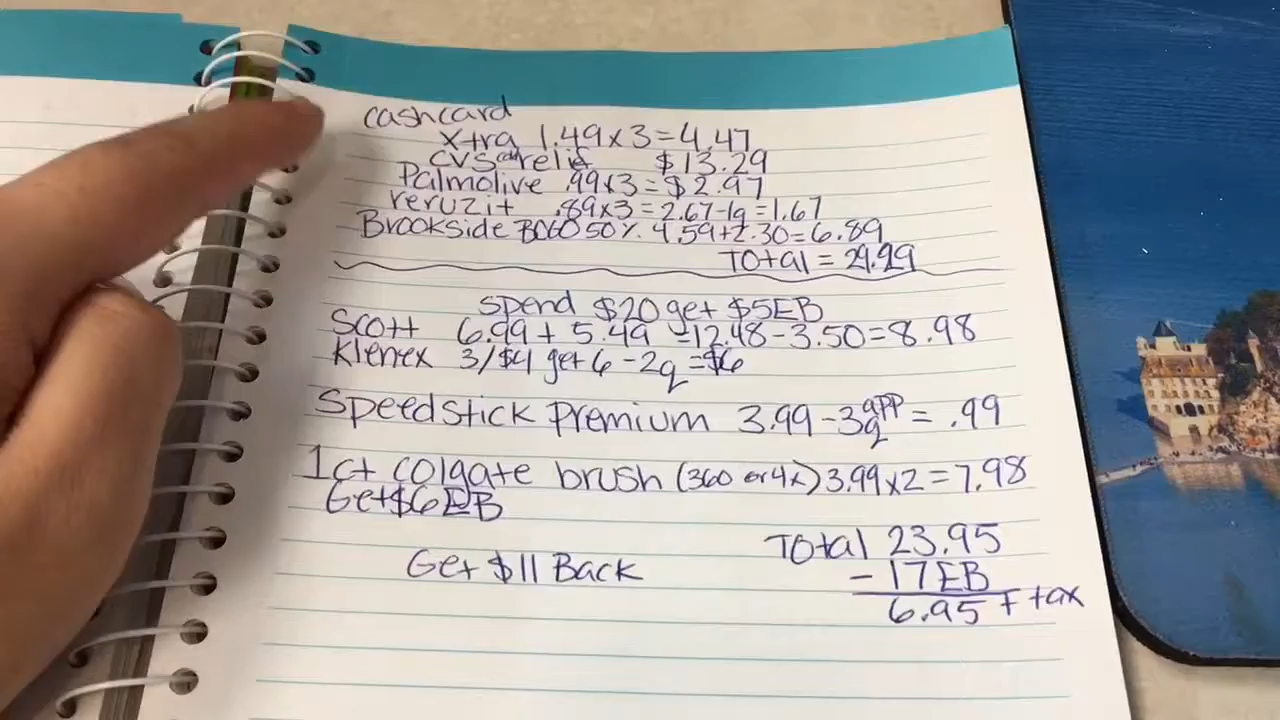 cashcard
xtra 1.49x3=4.47
CVS $13.29
Palmolive .99x3=$2.97
reruzit .89x3=2.67-1q=1.67
Brookside BOGO 50%. 4.59+2.30=6.89
Total = 29.29
spend $20 get $5EB
Scott 6.99 + 5.49 =12.48-3.50=8.98
Klenex 3/$4 get 6 -2q =$6
Speedstick Premium 3.99-3 app q = .99
1ct colgate brush (360 or 4x) 3.99x2=7.98
Get $6EB
Total 23.95
Get $11 Back
- 17EB
6.95 + tax